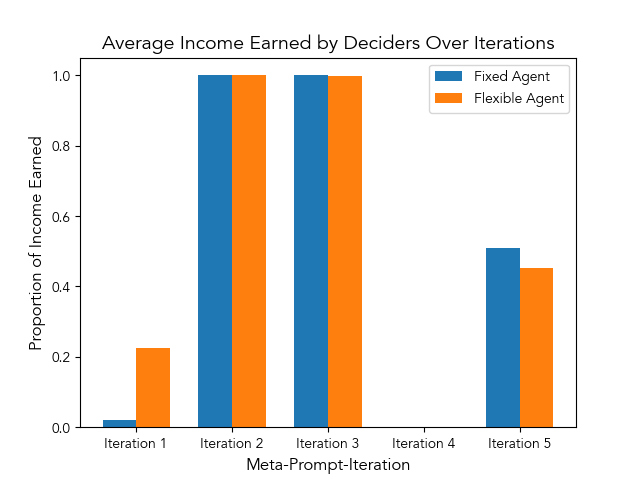 Average Income Earned by Deciders Over Iterations
Fixed Agent
Flexible Agent
Proportion of Income Earned
1.0
0.8
0.6
0.4
0.2
0.0
Iteration 1
Iteration 2
Iteration 3
Iteration 4
Iteration 5
Meta-Prompt-Iteration